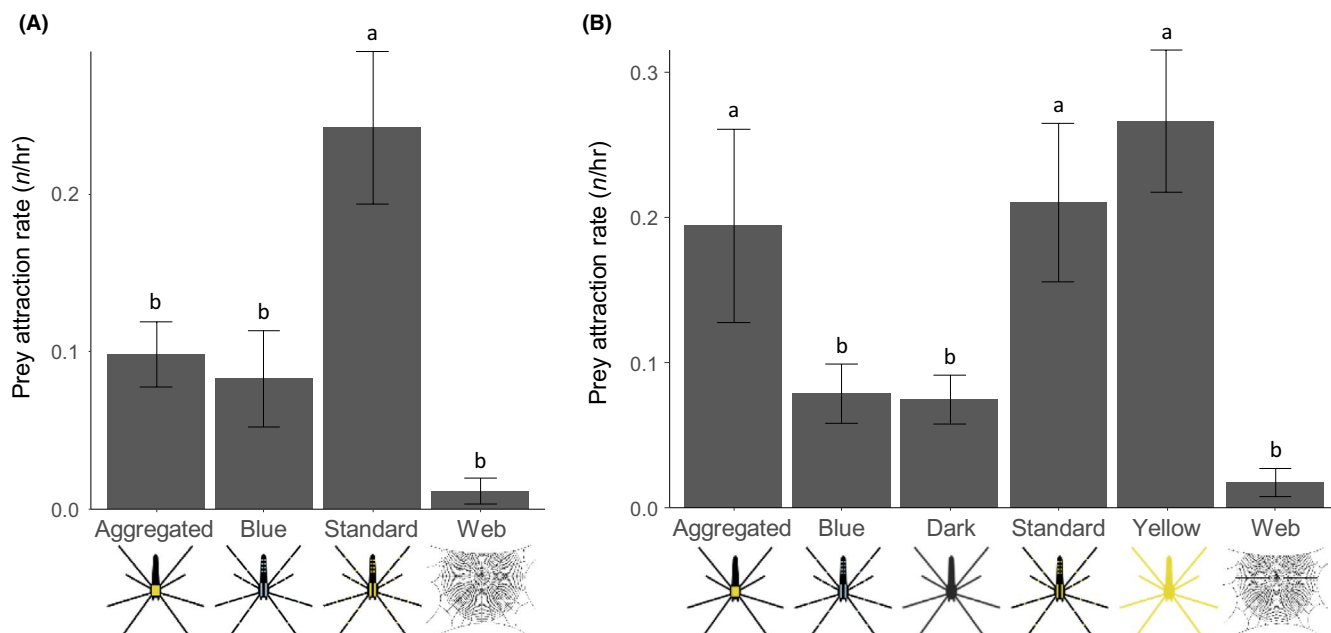 (A)
Prey attraction rate (n/hr)
0.2
0.1
0.0
a
b
b
b
Aggregated Blue Standard Web
(B)
Prey attraction rate (n/hr)
0.3
0.2
0.1
0.0
a
b
b
a
a
b
Aggregated Blue Dark Standard Yellow Web